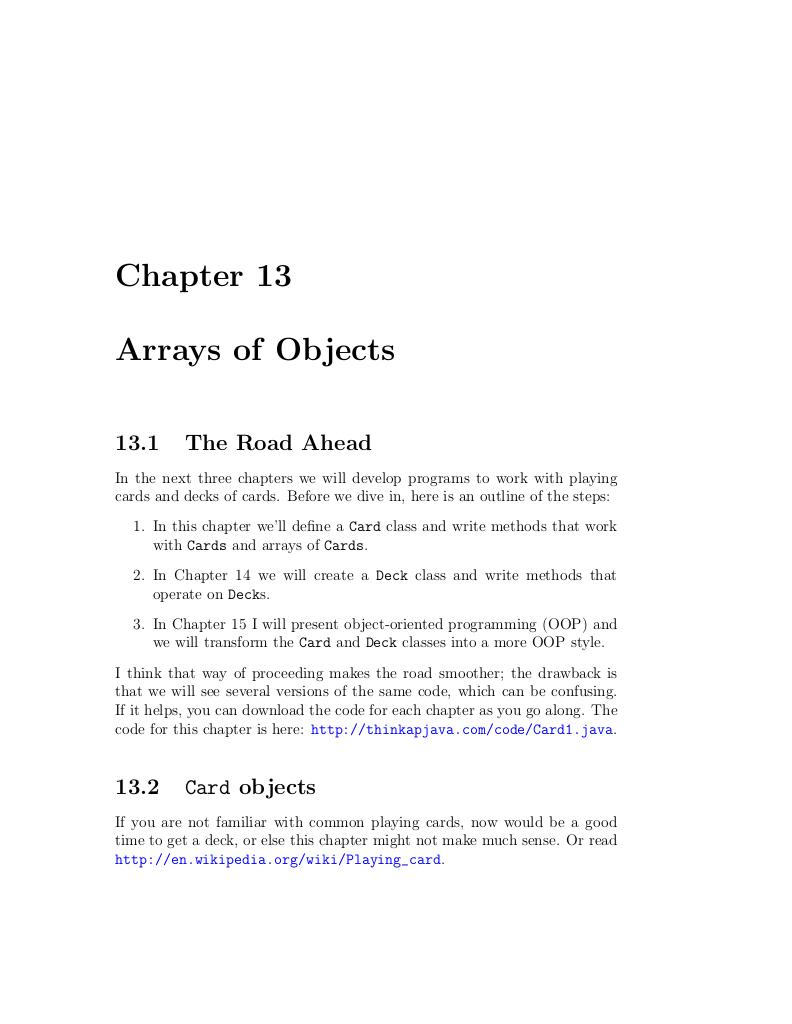 Chapter 13
Arrays of Objects
13.1 The Road Ahead
In the next three chapters we will develop programs to work with playing
cards and decks of cards. Before we dive in, here is an outline of the steps:
1. In this chapter we'll define a Card class and write methods that work
with Cards and arrays of Cards.
2. In Chapter 14 we will create a Deck class and write methods that
operate on Decks.
3. In Chapter 15 I will present object-oriented programming (OOP) and
we will transform the Card and Deck classes into a more OOP style.
I think that way of proceeding makes the road smoother; the drawback is
that we will see several versions of the same code, which can be confusing.
If it helps, you can download the code for each chapter as you go along. The
code for this chapter is here: http://thinkapjava.com/code/Card1.java.
13.2 Card objects
If you are not familiar with common playing cards, now would be a good
time to get a deck, or else this chapter might not make much sense. Or read
http://en.wikipedia.org/wiki/Playing_card.